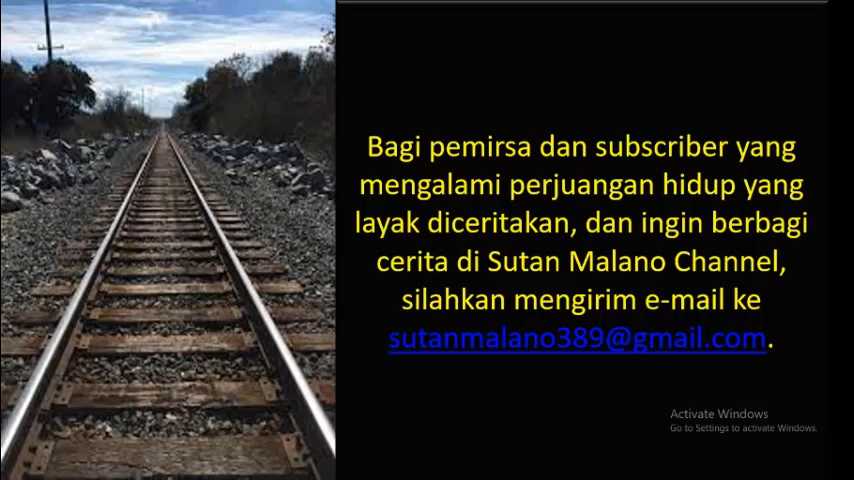 Bagi pemirsa dan subscriber yang
mengalami perjuangan hidup yang
layak diceritakan, dan ingin berbagi
cerita di Sutan Malano Channel,
silahkan mengirim e-mail ke
sutanmalano389@gmail.com.
Activate Windows
Go to Settings to activate Windows.